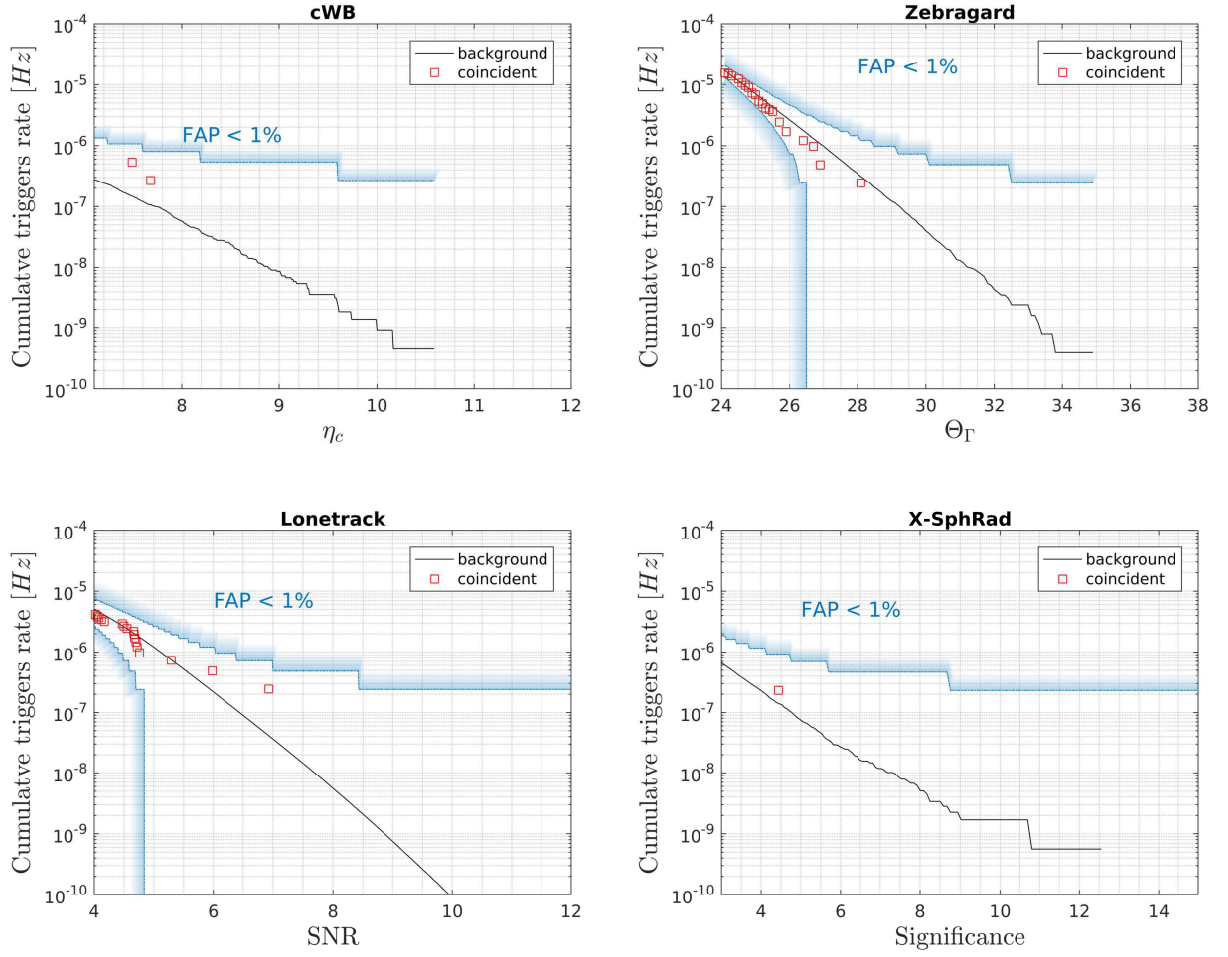 cWB
Cumulatve triggers rate [Hz]
10-4
10-5
10-6
10-7
10-8
10-9
10-10
background
coincident
FAP < 1%
8 9 10 11 12
ηc
Zebragard
Cumulatve triggers rate [Hz]
10-4
10-5
10-6
10-7
10-8
10-9
10-10
background
coincident
FAP < 1%
24 26 28 30 32 34 36 38
ΘΓ
Lonetrack
Cumulatve triggers rate [Hz]
10-4
10-5
10-6
10-7
10-8
10-9
10-10
background
coincident
FAP < 1%
4 6 8 10 12
SNR
X-SphRad
Cumulatve triggers rate [Hz]
10-4
10-5
10-6
10-7
10-8
10-9
10-10
background
coincident
FAP < 1%
4 6 8 10 12 14
Significance